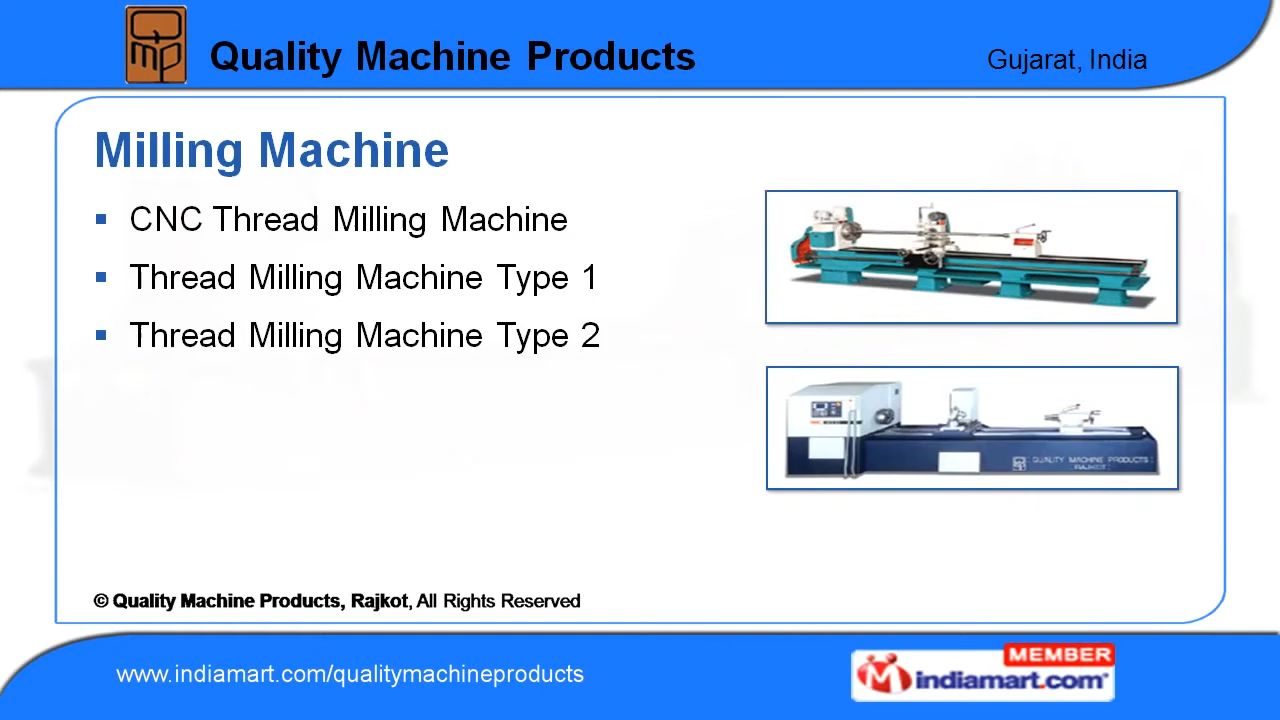 QMP
Quality Machine Products
Gujarat, India
Milling Machine
CNC Thread Milling Machine
Thread Milling Machine Type 1
Thread Milling Machine Type 2
QUALITY MACHINE PRODUCTS
RAJKOT
© Quality Machine Products, Rajkot, All Rights Reserved
www.indiamart.com/qualitymachineproducts
MEMBER
indiamart.com